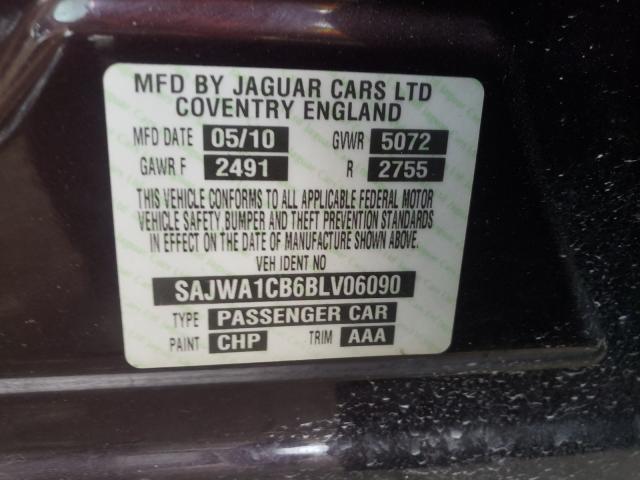 MFD BY JAGUAR CARS LTD
COVENTRY ENGLAND
MFD DATE 05/10 GVWR 5072
GAWR F 2491 R 2755
THIS VEHICLE CONFORMS TO ALL APPLICABLE FEDERAL MOTOR
VEHICLE SAFETY, BUMPER AND THEFT PREVENTION STANDARDS
IN EFFECT ON THE DATE OF MANUFACTURE SHOWN ABOVE.
VEH IDENT NO
SAJWA1CB6BLV06090
TYPE PASSENGER CAR
PAINT CHP TRIM AAA